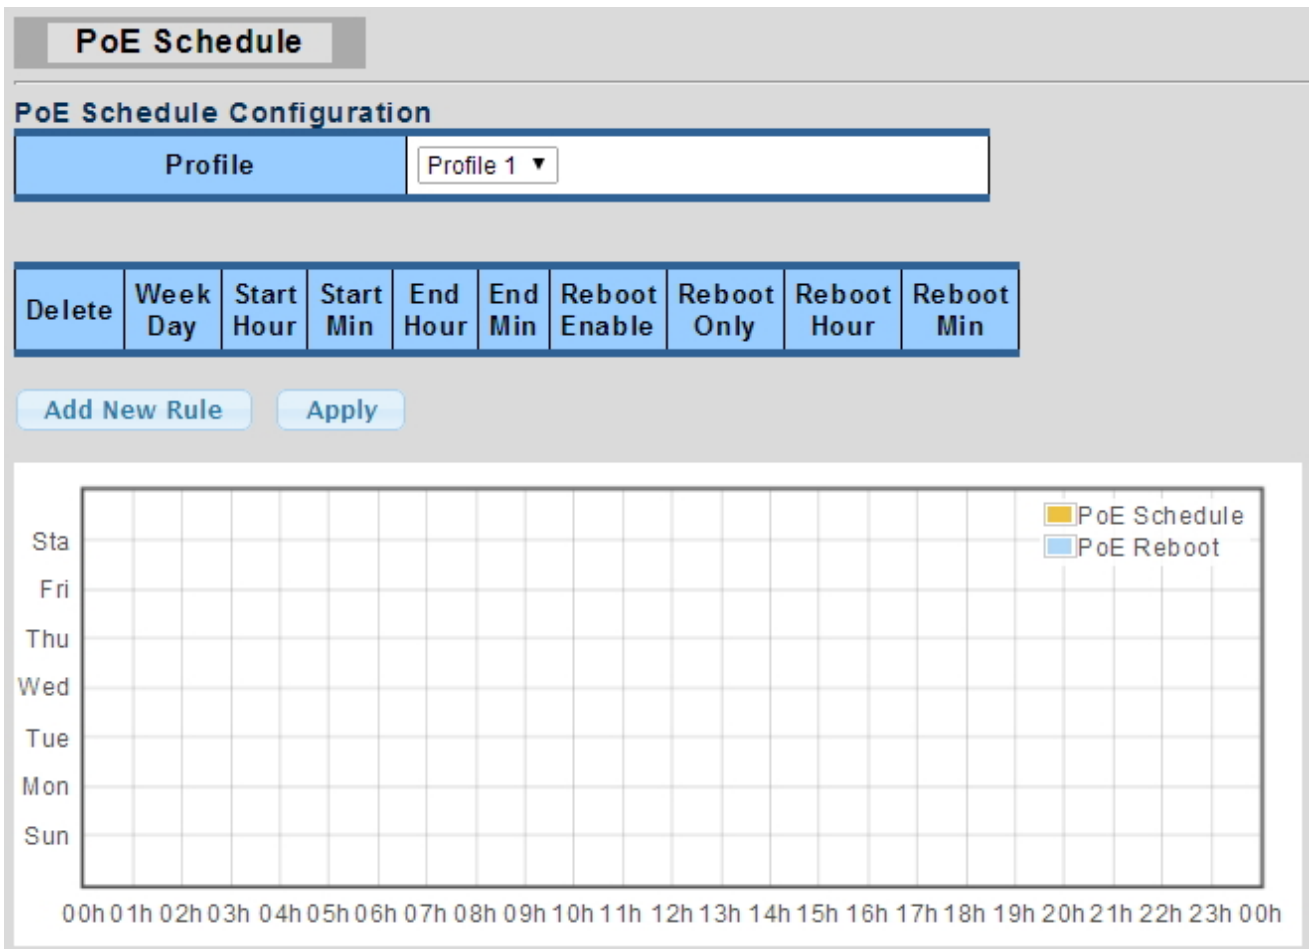 PoE Schedule
PoE Schedule Configuration
Profile Profile 1
Delete Week Day Start Hour Start Min End Hour End Min Reboot Enable Reboot Only Reboot Hour Reboot Min
Add New Rule Apply
PoE Schedule
PoE Reboot
Sta
Fri
Thu
Wed
Tue
Mon
Sun
00h 01h 02h 03h 04h 05h 06h 07h 08h 09h 10h 11h 12h 13h 14h 15h 16h 17h 18h 19h 20h 21h 22h 23h 00h